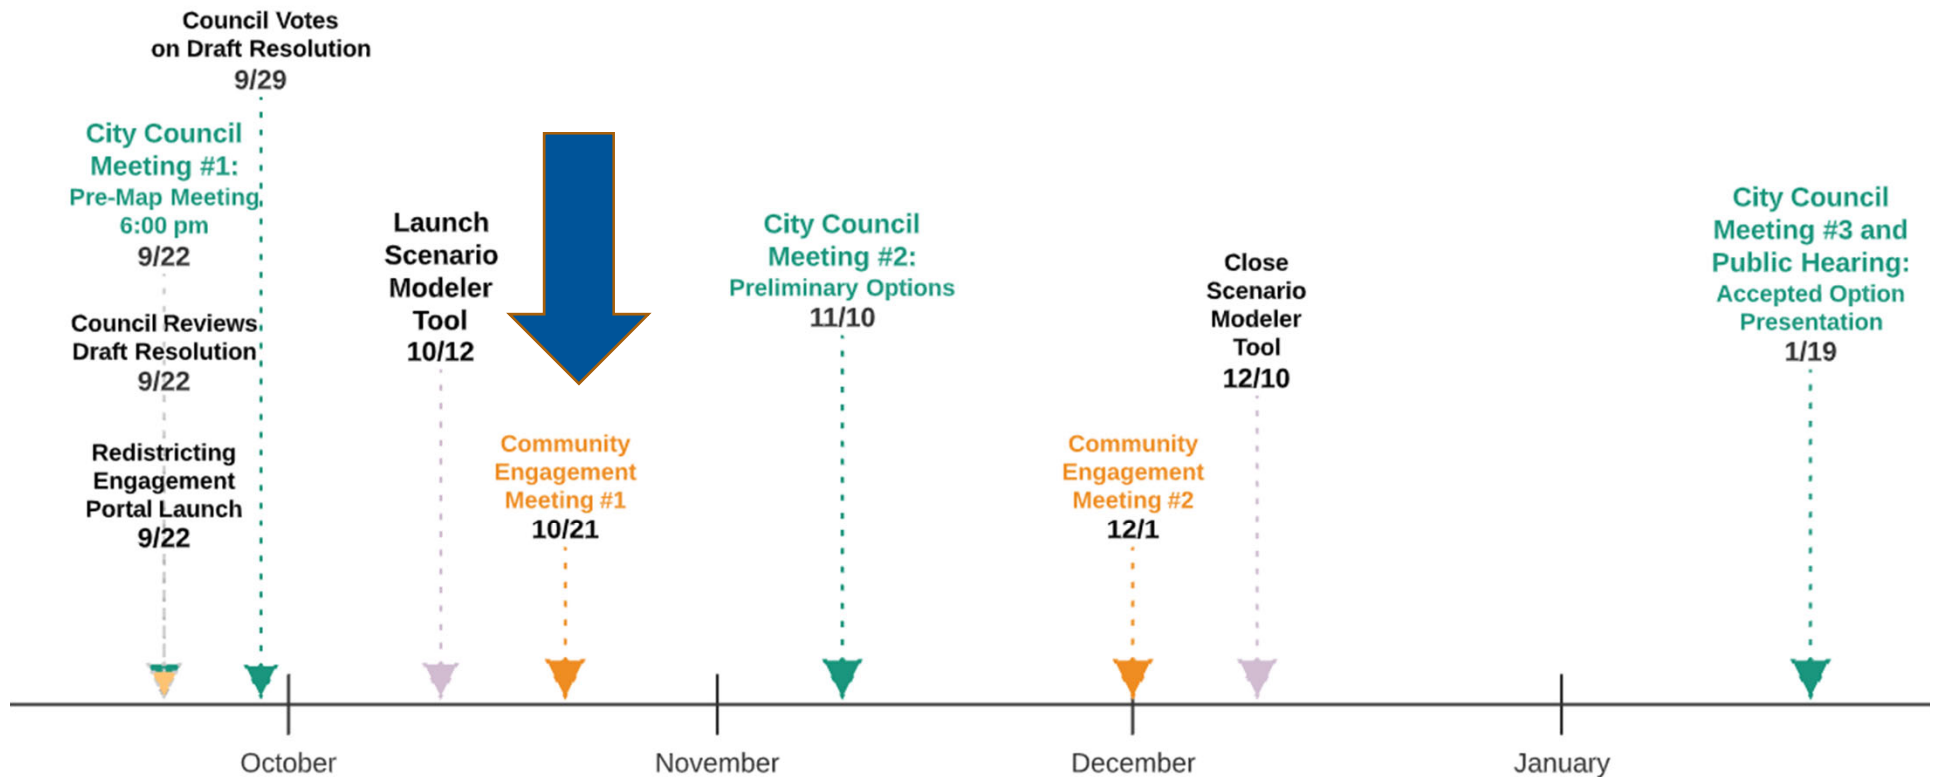 Council Votes
on Draft Resolution
9/29
City Council
Meeting #1:
Pre-Map Meeting
6:00 pm
9/22
Council Reviews
Draft Resolution
9/22
Redistricting
Engagement
Portal Launch
9/22
Launch
Scenario
Modeler
Tool
10/12
Community
Engagement
Meeting #1
10/21
City Council
Meeting #2:
Preliminary Options
11/10
Community
Engagement
Meeting #2
12/1
Close
Scenario
Modeler
Tool
12/10
City Council
Meeting #3 and
Public Hearing:
Accepted Option
Presentation
1/19
October
November
December
January